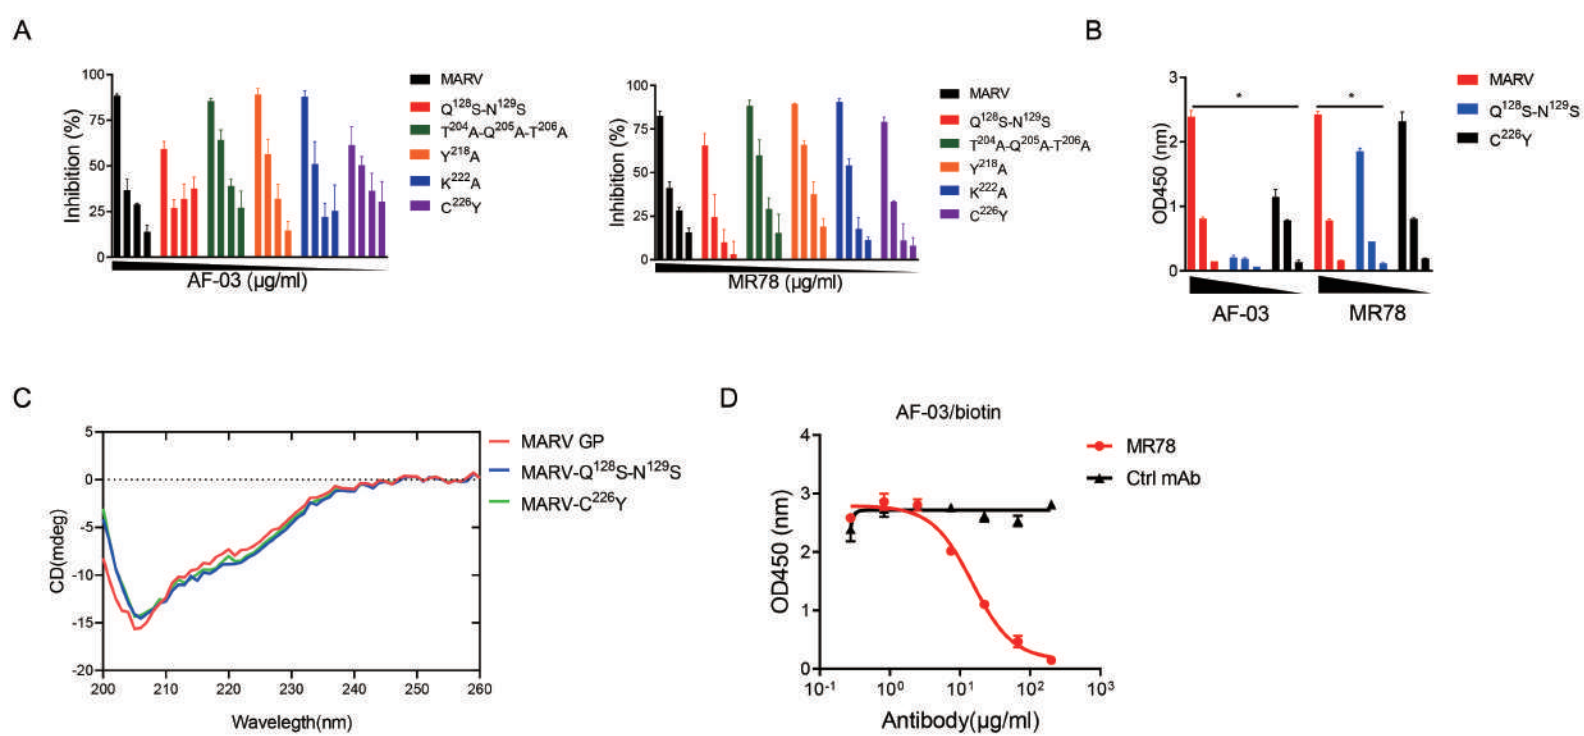 A
100
75
50
25
0
Inhibition (%)
AF-03 (µg/ml)
MARV
Q128S-N129S
T204A-Q205A-T206A
Y218A
K222A
C226Y
100
50
0
Inhibition (%)
MR78 (µg/ml)
MARV
Q128S-N129S
T204A-Q205A-T206A
Y218A
K222A
C226Y
B
3
2
1
0
OD450 (nm)
*
*
AF-03
MR78
MARV
Q128S-N129S
C226Y
C
5
0
-5
-10
-15
-20
CD(mdeg)
200 210 220 230 240 250 260
Wavelegth(nm)
MARV GP
MARV-Q128S-N129S
MARV-C226Y
D
AF-03/biotin
4
3
2
1
0
OD450 (nm)
10-1 100 101 102 103
Antibody(µg/ml)
MR78
Ctrl mAb